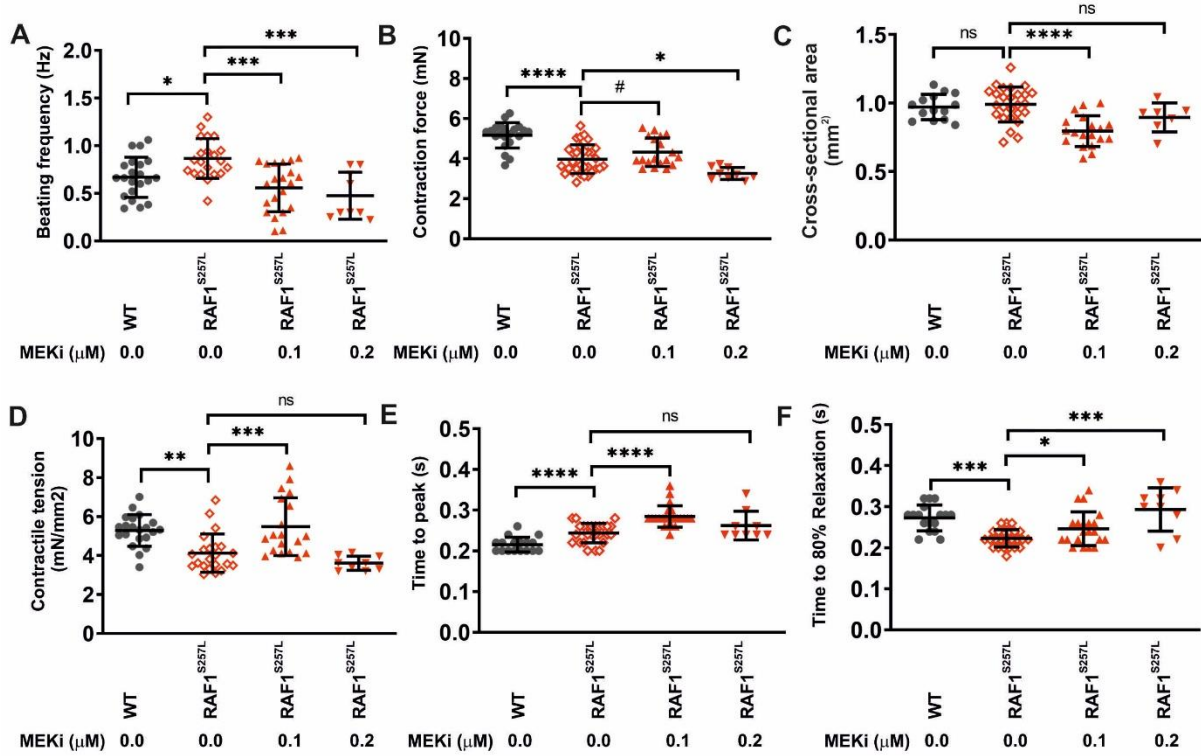 A
Beating frequency (Hz)
2.0
1.5
1.0
0.5
0.0
*
***
***
WT
RAF1S257L
RAF1S257L
RAF1S257L
MEKi (μM) 0.0 0.0 0.1 0.2
B
Contraction force (mN)
10
8
6
4
2
0
****
#
*
WT
RAF1S257L
RAF1S257L
RAF1S257L
MEKi (μM) 0.0 0.0 0.1 0.2
C
Cross-sectional area
(mm²)
1.5
1.0
0.5
0.0
ns
****
ns
WT
RAF1S257L
RAF1S257L
RAF1S257L
MEKi (μM) 0.0 0.0 0.1 0.2
D
Contractile tension
(mN/mm2)
10
8
6
4
2
0
**
***
ns
WT
RAF1S257L
RAF1S257L
RAF1S257L
MEKi (μM) 0.0 0.0 0.1 0.2
E
Time to peak (s)
0.5
0.4
0.3
0.2
0.1
0.0
****
****
ns
WT
RAF1S257L
RAF1S257L
RAF1S257L
MEKi (μM) 0.0 0.0 0.1 0.2
F
Time to 80% Relaxation (s)
0.5
0.4
0.3
0.2
0.1
0.0
***
*
***
WT
RAF1S257L
RAF1S257L
RAF1S257L
MEKi (μM) 0.0 0.0 0.1 0.2